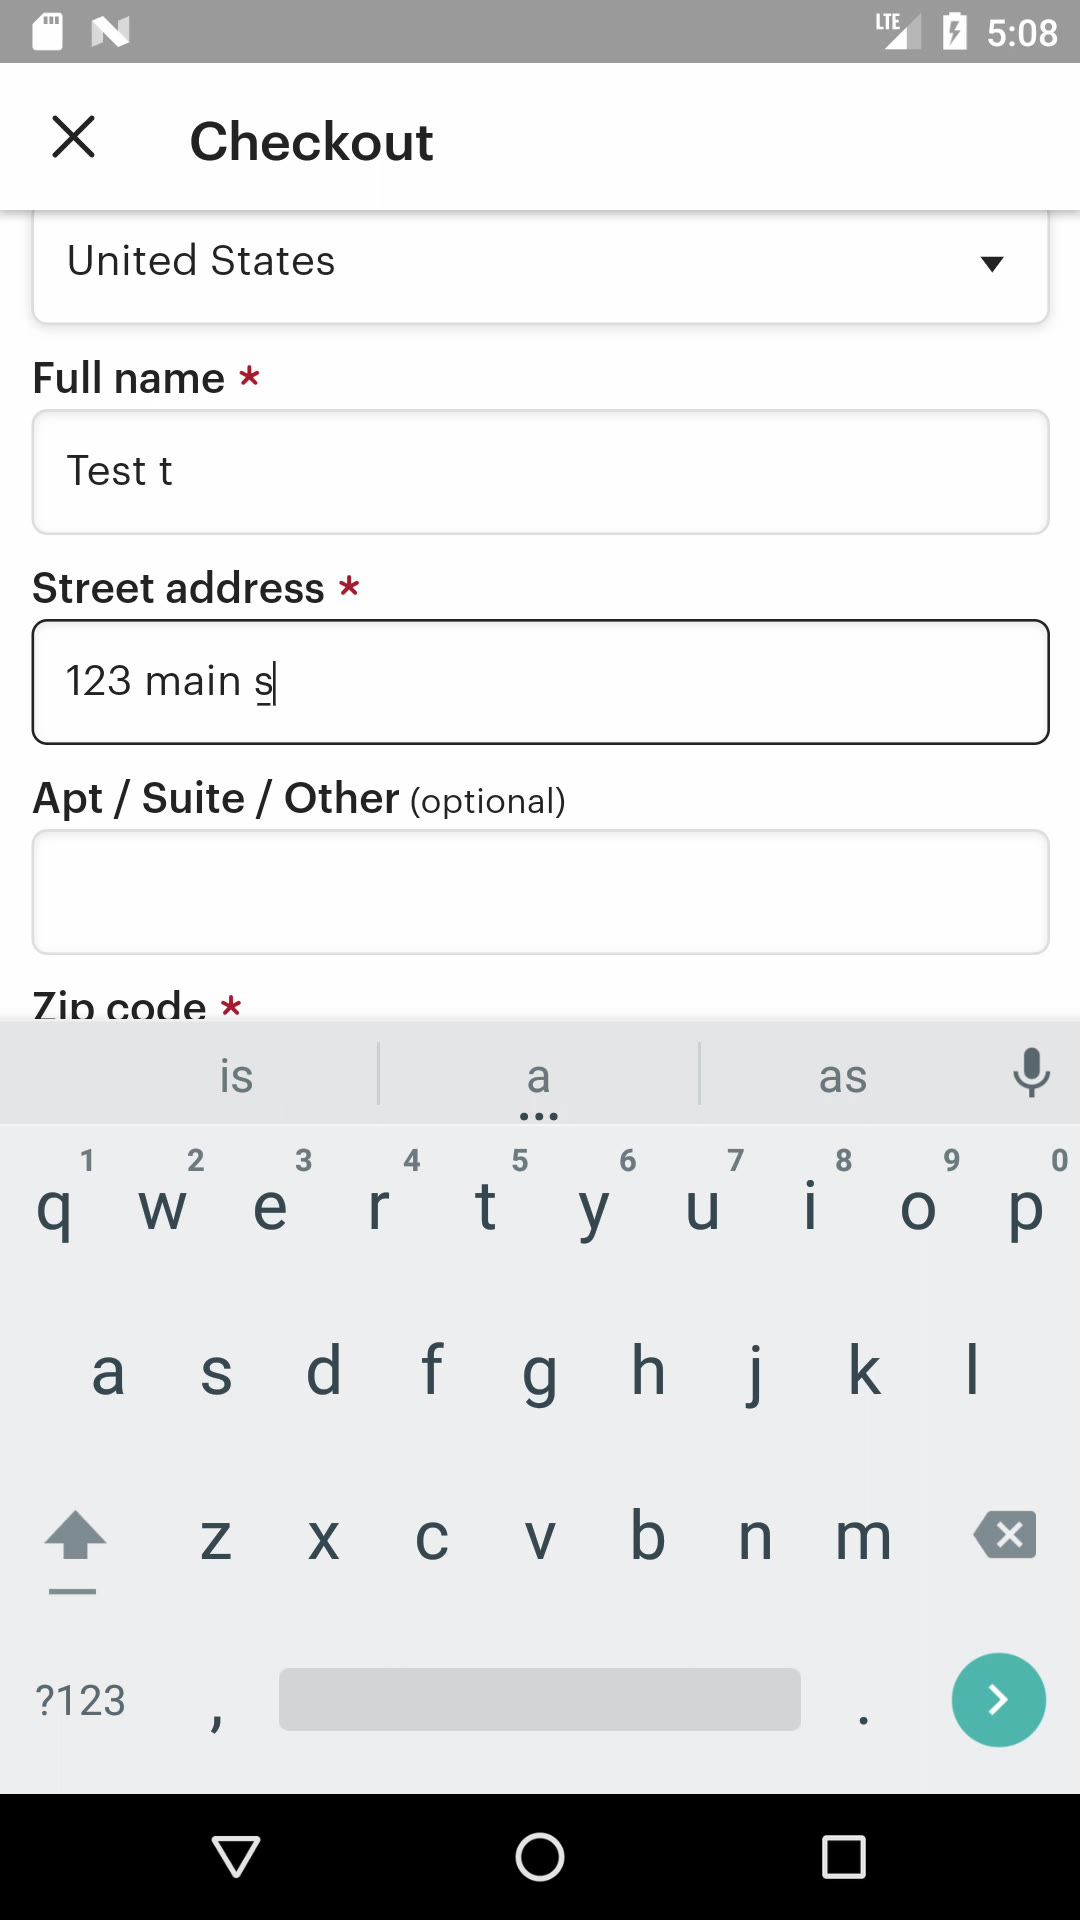 LTE 5:08
Checkout
United States
Full name *
Test t
Street address *
123 main s
Apt / Suite / Other (optional)
Zip code *
is a as
1 2 3 4 5 6 7 8 9 0
q w e r t y u i o p
a s d f g h j k l
z x c v b n m
?123 , .